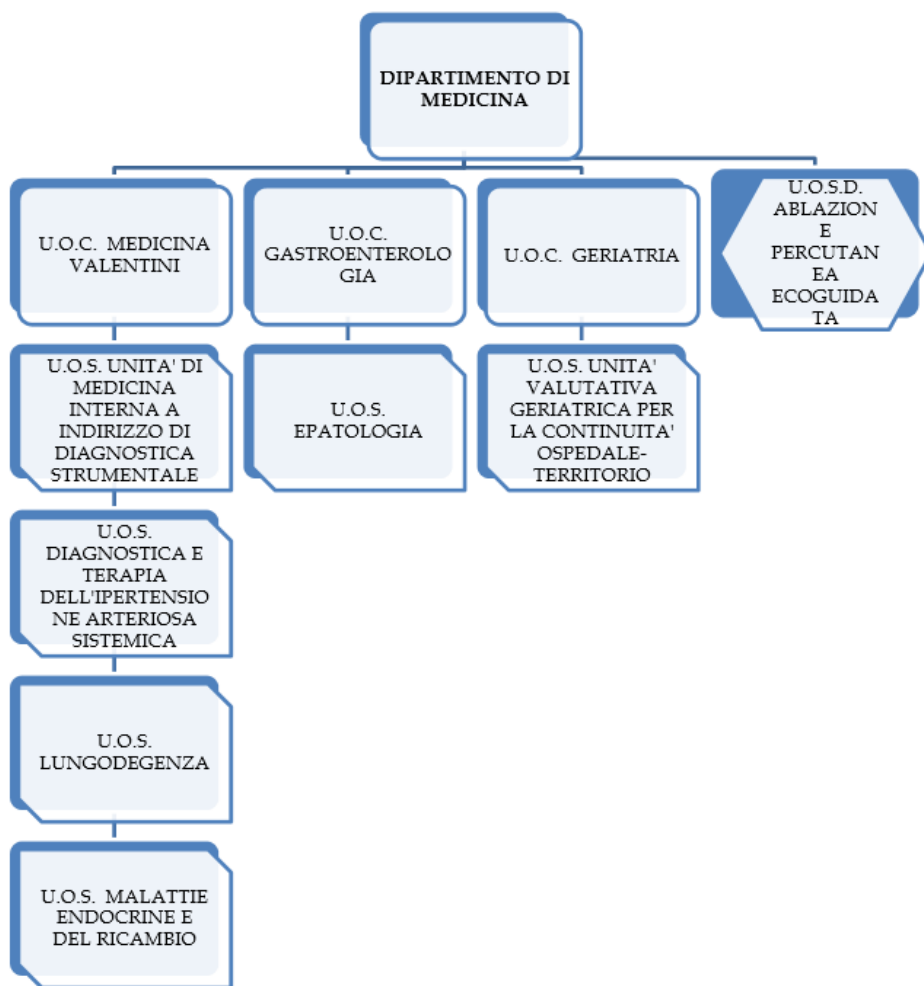 DIPARTIMENTO DI
MEDICINA
U.O.C. MEDICINA
VALENTINI
U.O.C.
GASTROENTEROLO
GIA
U.O.C. GERIATRIA
U.O.S.D.
ABLAZION
E
PERCUTAN
EA
ECOGUIDA
TA
U.O.S. UNITA' DI
MEDICINA
INTERNA A
INDIRIZZO DI
DIAGNOSTICA
STRUMENTALE
U.O.S.
EPATOLOGIA
U.O.S. UNITA'
VALUTATIVA
GERIATRICA PER
LA CONTINUITA'
OSPEDALE-
TERRITORIO
U.O.S.
DIAGNOSTICA E
TERAPIA
DELL'IPERTENSIO
NE ARTERIOSA
SISTEMICA
U.O.S.
LUNGODEGENZA
U.O.S. MALATTIE
ENDOCRINE E
DEL RICAMBIO